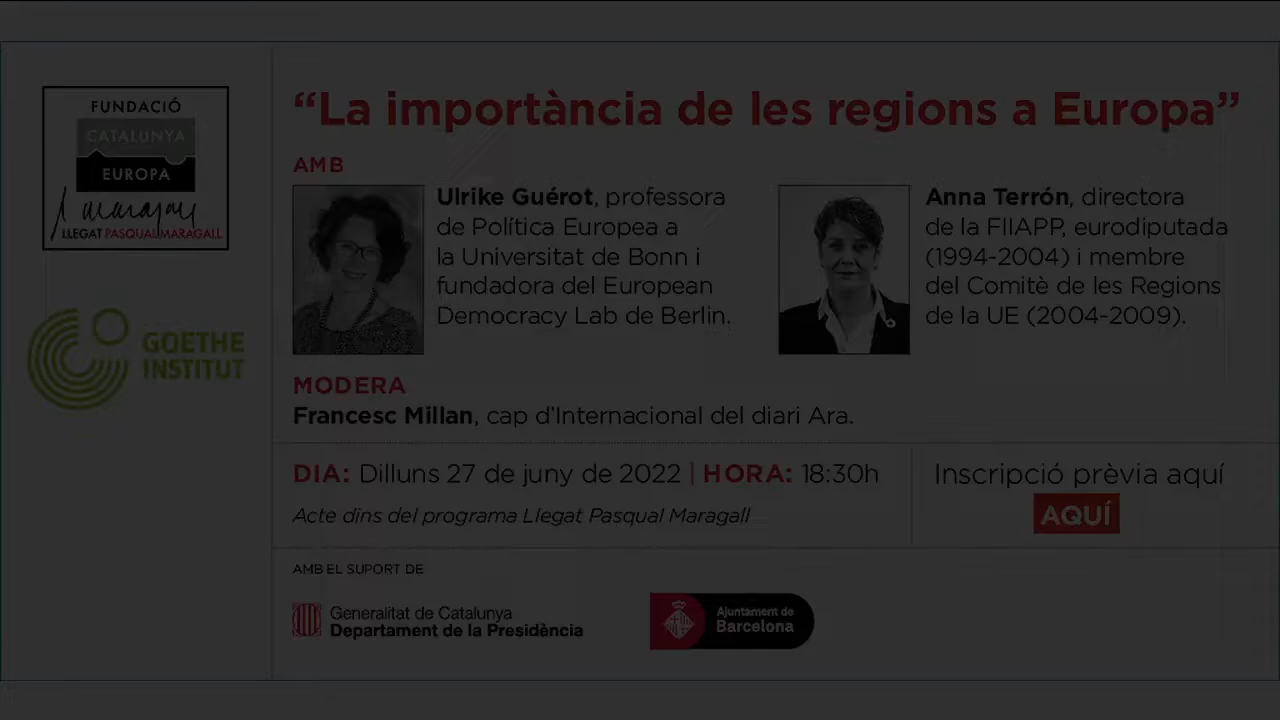 FUNDACIÓ
CATALUNYA
EUROPA
LLEGAT PASQUAL MARAGALL
GOETHE
INSTITUT
“La importància de les regions a Europa”
AMB
Ulrike Guérot, professora
de Política Europea a
la Universitat de Bonn i
fundadora del European
Democracy Lab de Berlin.
Anna Terrón, directora
de la FIIAPP, eurodiputada
(1994-2004) i membre
del Comitè de les Regions
de la UE (2004-2009).
MODERA
Francesc Millan, cap d’Internacional del diari Ara.
DIA: Dilluns 27 de juny de 2022 | HORA: 18:30h
Acte dins del programa Llegat Pasqual Maragall
Inscripció prèvia aquí
AQUÍ
AMB EL SUPORT DE
Generalitat de Catalunya
Departament de la Presidència
Ajuntament de
Barcelona